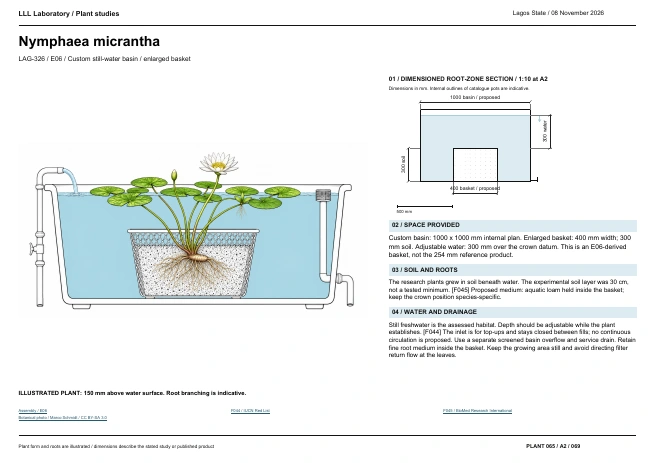 LLL Laboratory / Plant studies
Lagos State / 08 November 2026
Nymphaea micrantha
LAG-326 / E06 / Custom still-water basin / enlarged basket
01 / DIMENSIONED ROOT-ZONE SECTION / 1:10 at A2
Dimensions in mm. Internal outlines of catalogue pots are indicative.
1000 basin / proposed
300 water
300 soil
400 basket / proposed
500 mm
02 / SPACE PROVIDED
Custom basin: 1000 x 1000 mm internal plan. Enlarged basket: 400 mm width; 300
mm soil. Adjustable water: 300 mm over the crown datum. This is an E06-derived
basket, not the 254 mm reference product.
03 / SOIL AND ROOTS
The research plants grew in soil beneath water. The experimental soil layer was 30 cm,
not a tested minimum. [F045] Proposed medium: aquatic loam held inside the basket;
keep the crown position species-specific.
04 / WATER AND DRAINAGE
Still freshwater is the assessed habitat. Depth should be adjustable while the plant
establishes. [F044] The inlet is for top-ups and stays closed between fills; no continuous
circulation is proposed. Use a separate screened basin overflow and service drain. Retain
fine root medium inside the basket. Keep the growing area still and avoid directing filter
return flow at the leaves.
ILLUSTRATED PLANT: 150 mm above water surface. Root branching is indicative.
Assembly / E06
F044 / IUCN Red List
F045 / BioMed Research International
Botanical photo / Marco Schmidt / CC BY-SA 3.0
Plant form and roots are illustrated / dimensions describe the stated study or published product
PLANT 065 / A2 / 069